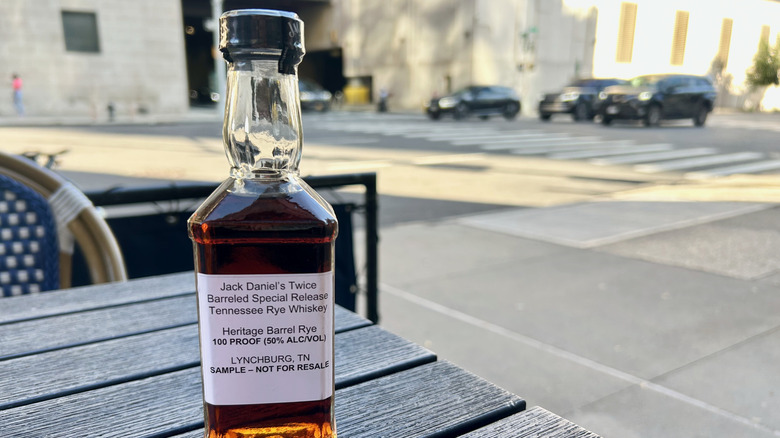 Jack Daniel's Twice
Barreled Special Release
Tennessee Rye Whiskey
Heritage Barrel Rye
100 PROOF (50% ALC/VOL)
LYNCHBURG, TN
SAMPLE – NOT FOR RESALE